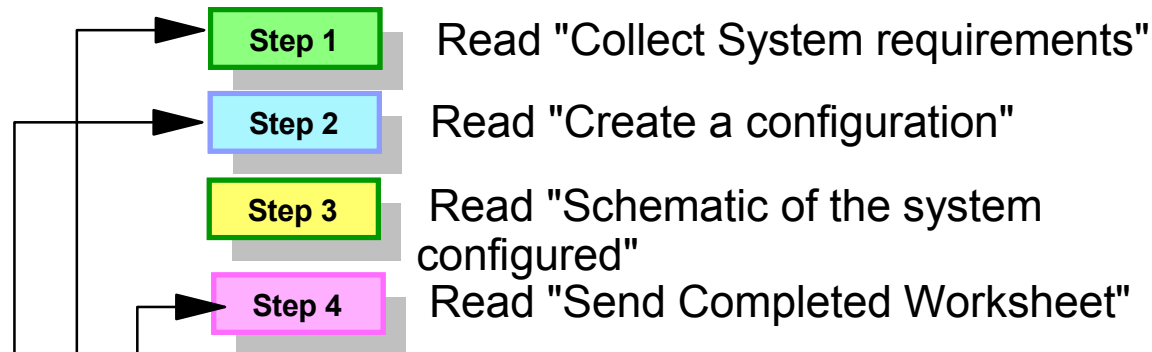 Step 1 Read "Collect System requirements"
Step 2 Read "Create a configuration"
Step 3 Read "Schematic of the system
configured"
Step 4 Read "Send Completed Worksheet"